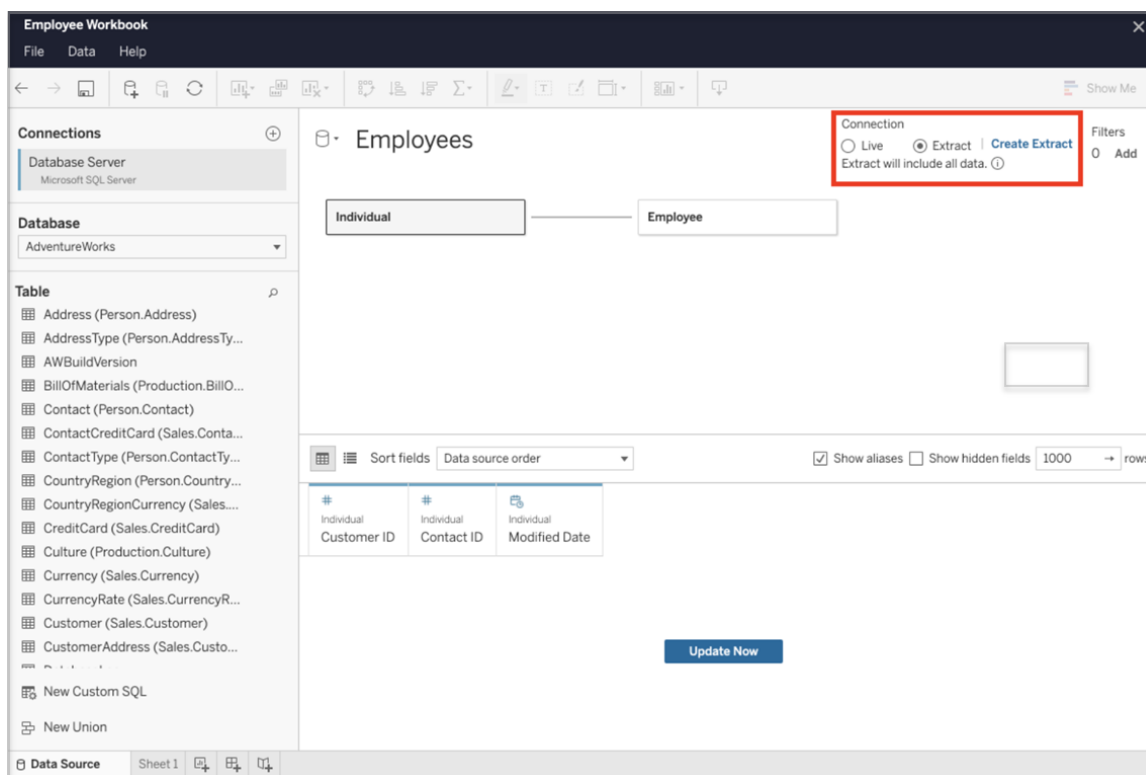 Employee Workbook
File Data Help
Show Me
Connections
Database Server
Microsoft SQL Server
Database
AdventureWorks
Table
Address (Person.Address)
AddressType (Person.AddressTy...
AWBuildVersion
BillOfMaterials (Production.BillO...
Contact (Person.Contact)
ContactCreditCard (Sales.Conta...
ContactType (Person.ContactTy...
CountryRegion (Person.Country...
CountryRegionCurrency (Sales....
CreditCard (Sales.CreditCard)
Culture (Production.Culture)
Currency (Sales.Currency)
CurrencyRate (Sales.CurrencyR...
Customer (Sales.Customer)
CustomerAddress (Sales.Custo...
New Custom SQL
New Union
Employees
Connection
Live Extract | Create Extract
Extract will include all data.
Filters
0 Add
Individual Employee
Sort fields Data source order Show aliases Show hidden fields 1000 → rows
# # 
Individual Individual Individual
Customer ID Contact ID Modified Date
Update Now
Data Source Sheet 1